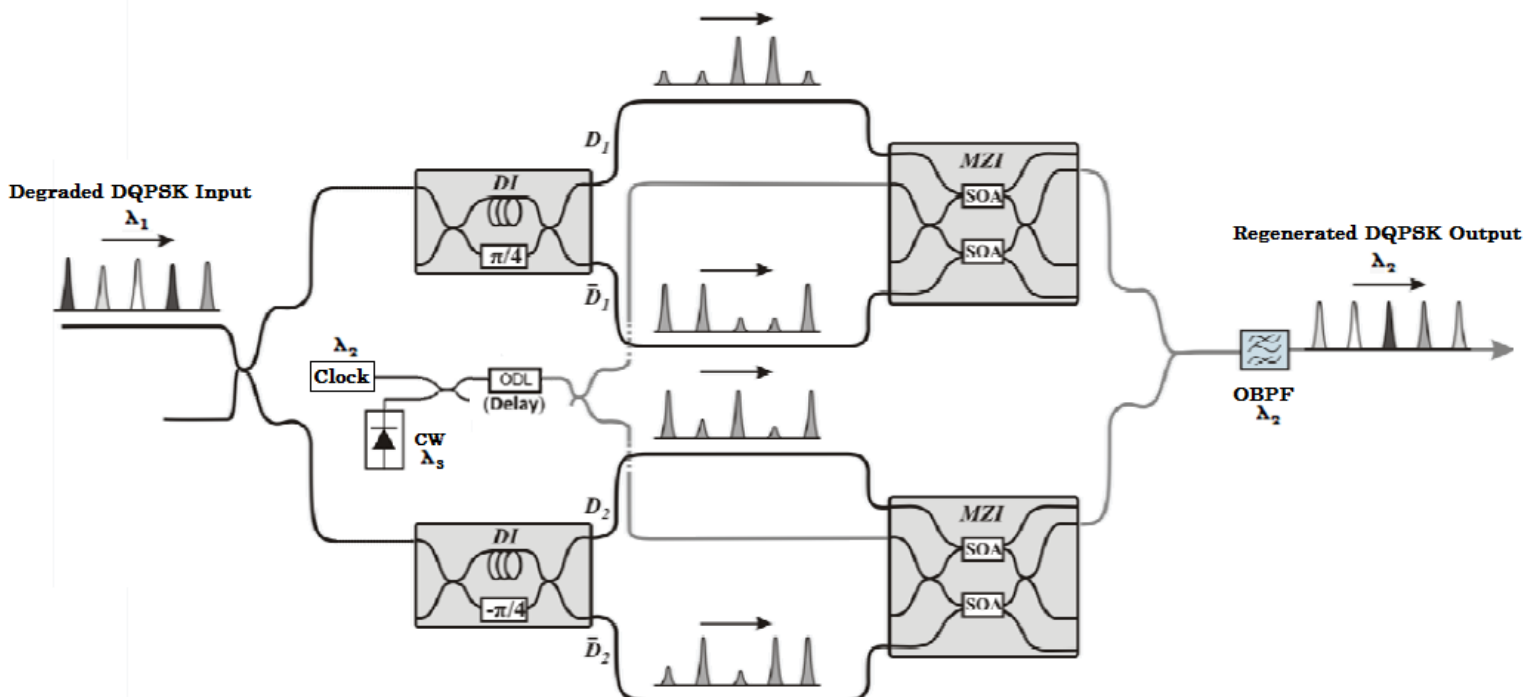 Degraded DQPSK Input
λ₁
DI
π/4
D₁
D̄₁
MZI
SOA
SOA
λ₂
Clock
CW
λ₃
ODL
(Delay)
DI
-π/4
D₂
D̄₂
MZI
SOA
SOA
OBPF
λ₂
Regenerated DQPSK Output
λ₂